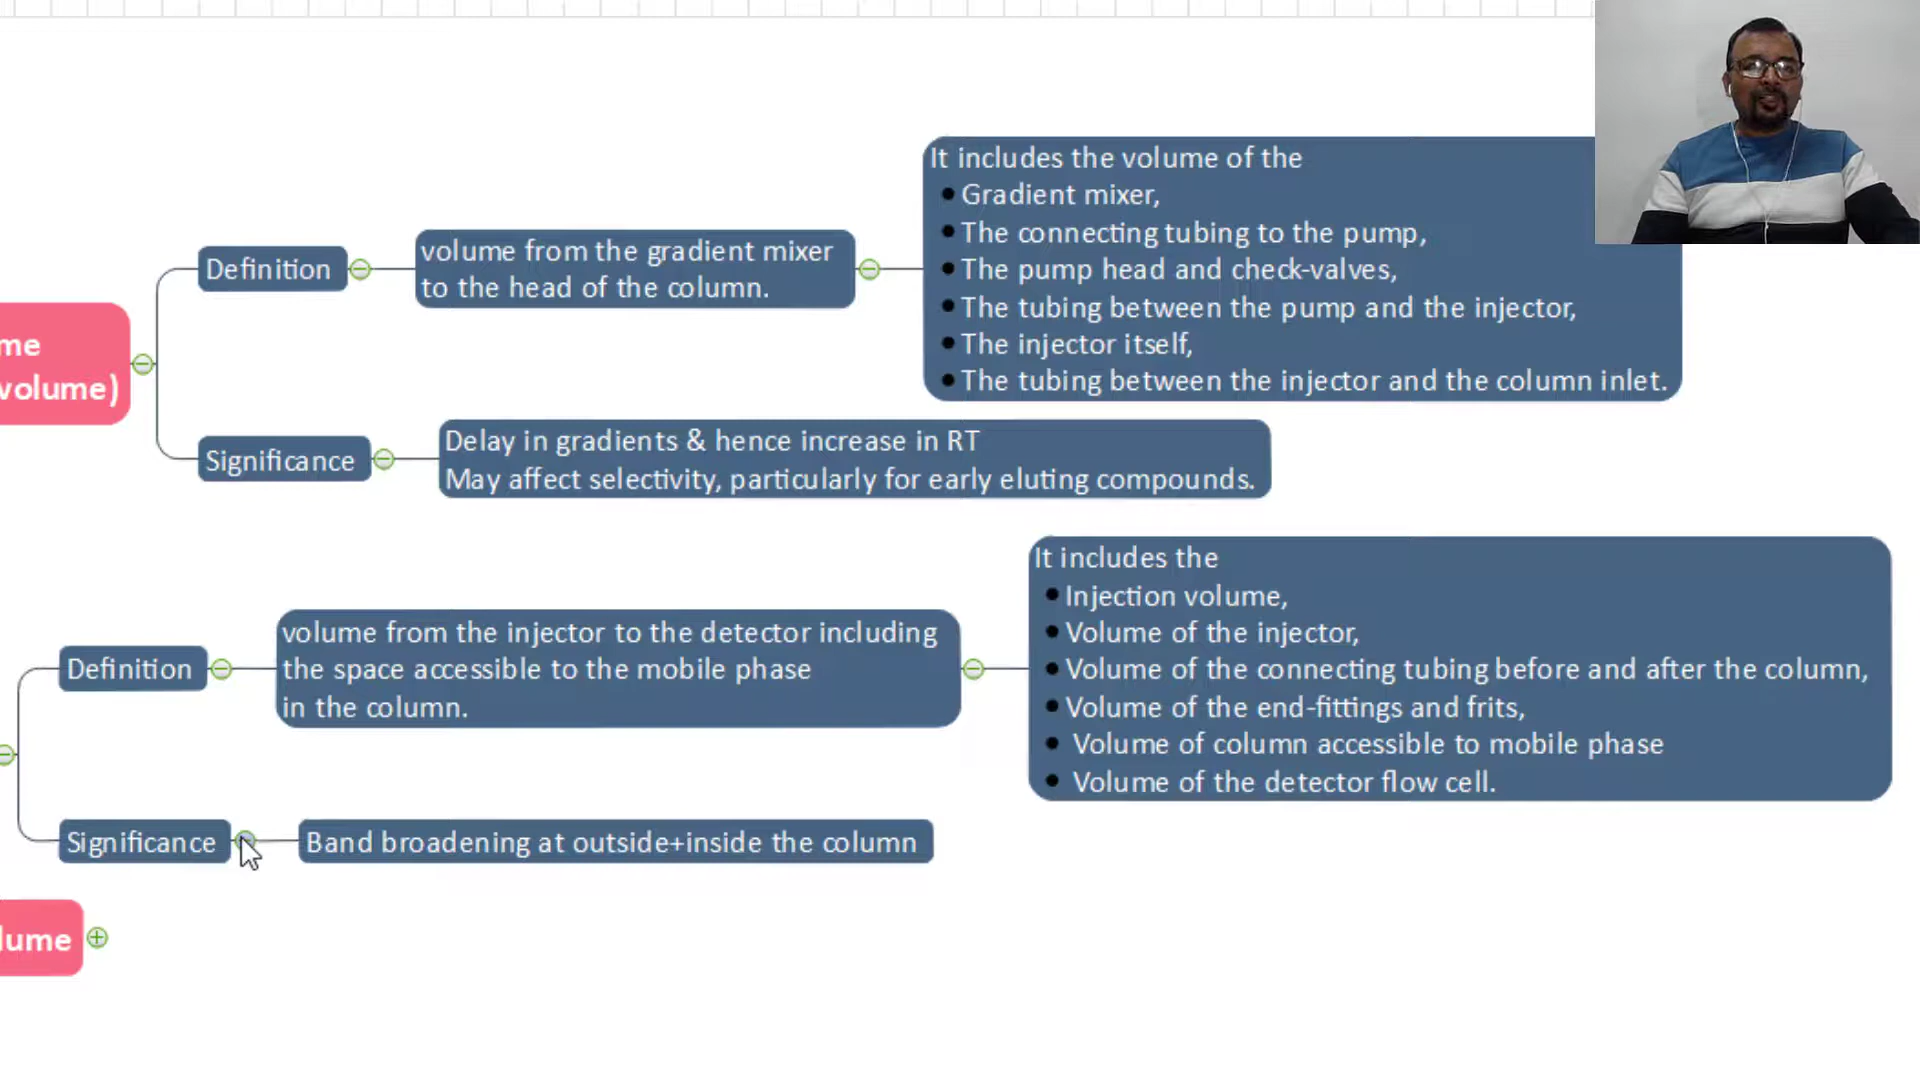 volume)
Definition
volume from the gradient mixer
to the head of the column.
It includes the volume of the
Gradient mixer,
The connecting tubing to the pump,
The pump head and check-valves,
The tubing between the pump and the injector,
The injector itself,
The tubing between the injector and the column inlet.
Significance
Delay in gradients & hence increase in RT
May affect selectivity, particularly for early eluting compounds.
Definition
volume from the injector to the detector including
the space accessible to the mobile phase
in the column.
It includes the
Injection volume,
Volume of the injector,
Volume of the connecting tubing before and after the column,
Volume of the end-fittings and frits,
Volume of column accessible to mobile phase
Volume of the detector flow cell.
Significance
Band broadening at outside+inside the column